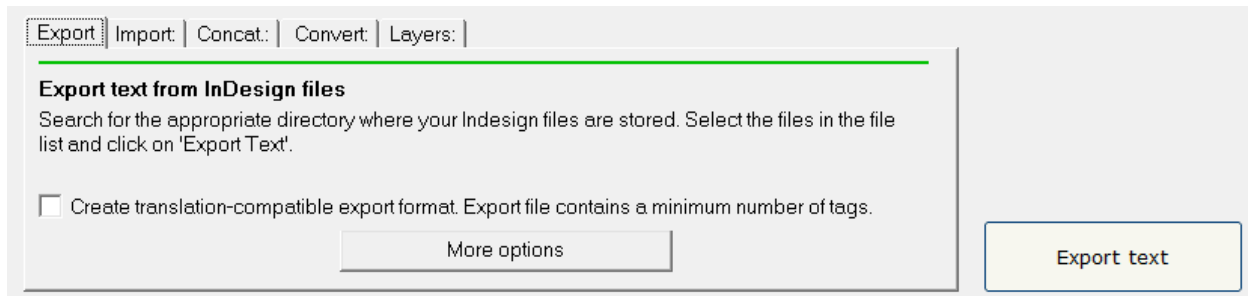 Export Import: Concat.: Convert: Layers:
Export text from InDesign files
Search for the appropriate directory where your Indesign files are stored. Select the files in the file
list and click on 'Export Text'.
Create translation-compatible export format. Export file contains a minimum number of tags.
More options
Export text